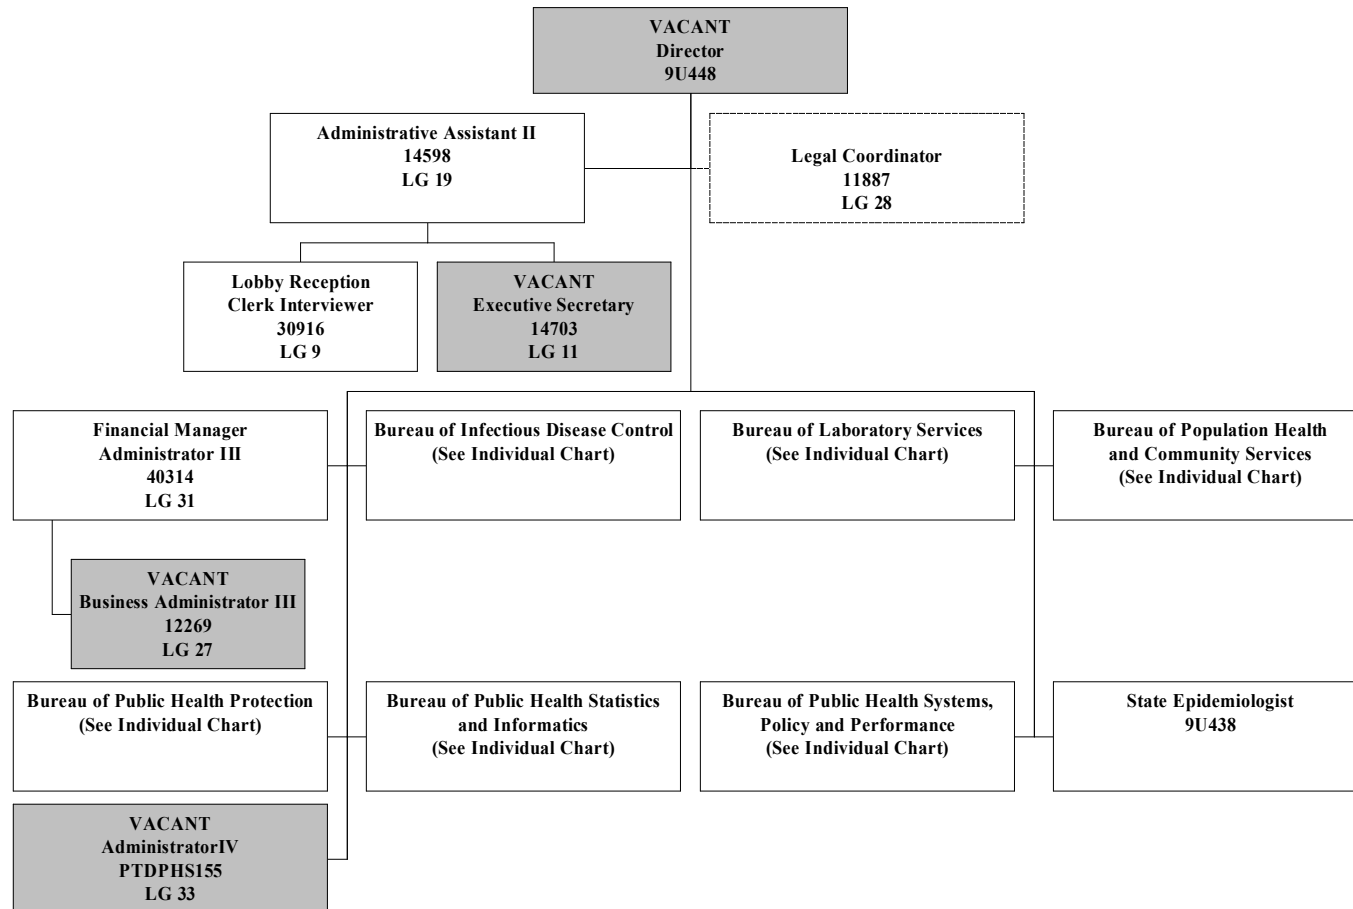 VACANT
Director
9U448
Administrative Assistant II
14598
LG 19
Legal Coordinator
11887
LG 28
Lobby Reception
Clerk Interviewer
30916
LG 9
VACANT
Executive Secretary
14703
LG 11
Financial Manager
Administrator III
40314
LG 31
Bureau of Infectious Disease Control
(See Individual Chart)
Bureau of Laboratory Services
(See Individual Chart)
Bureau of Population Health
and Community Services
(See Individual Chart)
VACANT
Business Administrator III
12269
LG 27
Bureau of Public Health Protection
(See Individual Chart)
Bureau of Public Health Statistics
and Informatics
(See Individual Chart)
Bureau of Public Health Systems,
Policy and Performance
(See Individual Chart)
State Epidemiologist
9U438
VACANT
AdministratorIV
PTDPHS155
LG 33